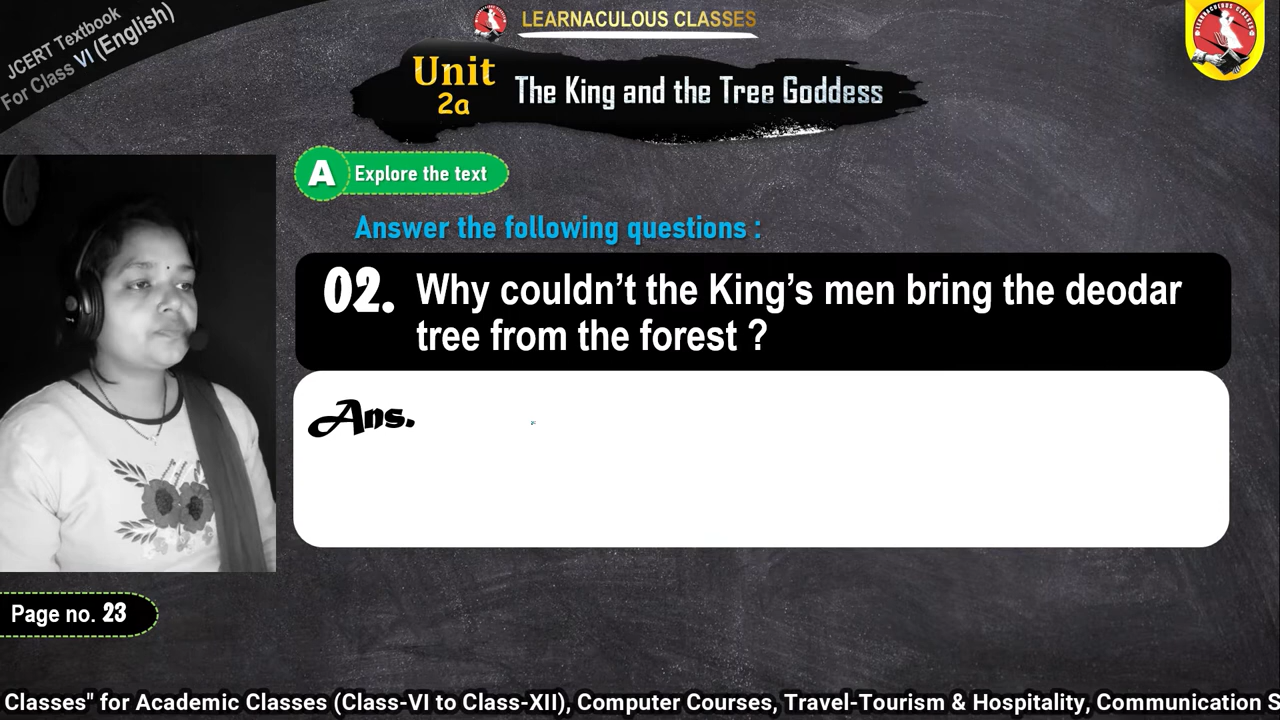 JCERT Textbook
For Class VI (English)
LEARNACULOUS CLASSES
Unit
2a
The King and the Tree Goddess
A
Explore the text
Answer the following questions :
02.
Why couldn't the King's men bring the deodar
tree from the forest ?
Ans.
Page no. 23
Classes" for Academic Classes (Class-VI to Class-XII), Computer Courses, Travel-Tourism & Hospitality, Communication S